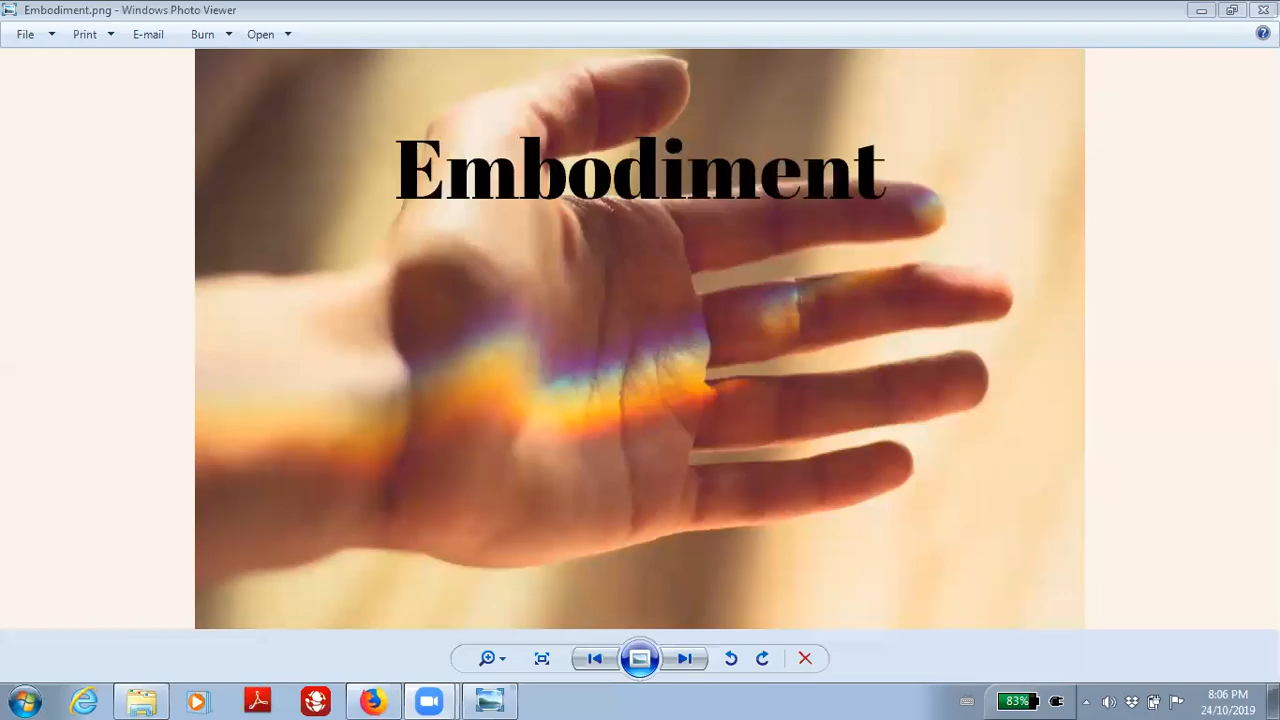 Embodiment.png - Windows Photo Viewer
File Print E-mail Burn Open
Embodiment
83%
8:06 PM
24/10/2019